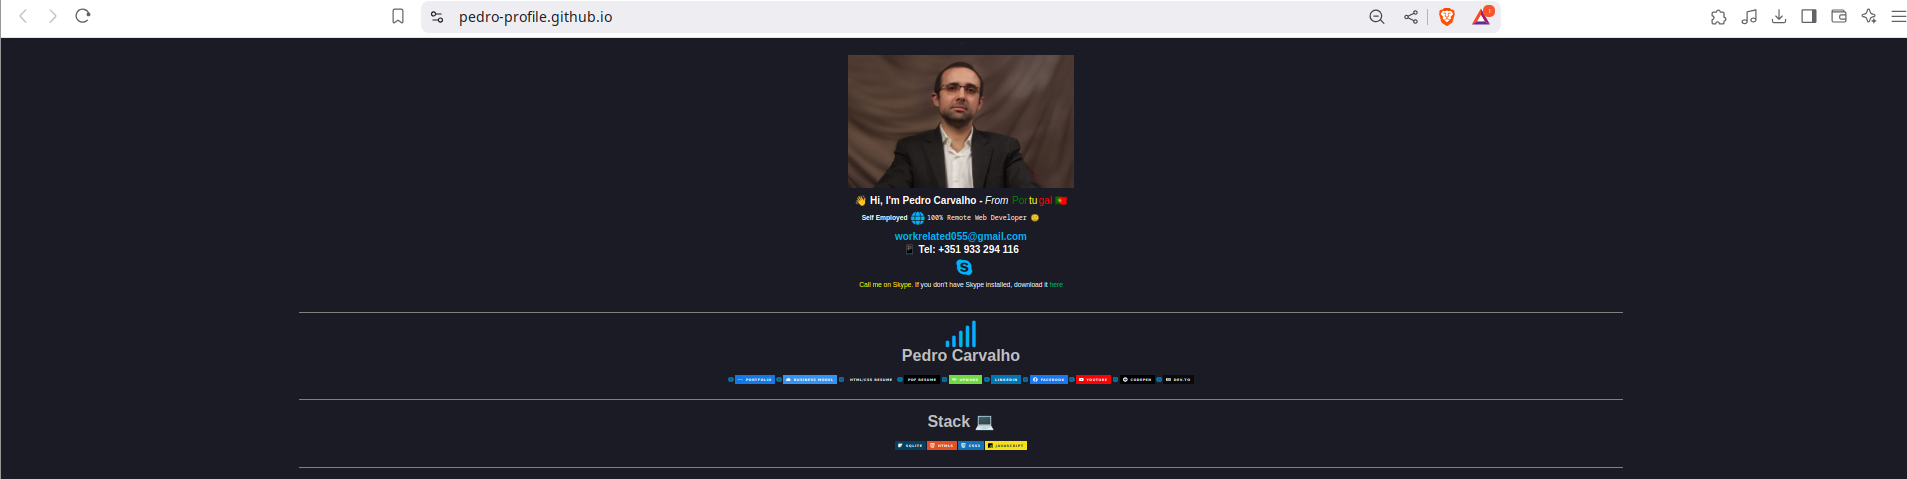 pedro-profile.github.io
👋 Hi, I'm Pedro Carvalho - From Portugal 🇵🇹
Self Employed 🌐 100% Remote Web Developer 🙂
workrelated055@gmail.com
📱 Tel: +351 933 294 116
Call me on Skype. If you don't have Skype installed, download it here
Pedro Carvalho
PORTFOLIO BUSINESS MODEL HTML/CSS RESUME PDF RESUME UPWORK LINKEDIN FACEBOOK YOUTUBE CODEPEN DEV.TO
Stack 💻
SQLITE HTML5 CSS3 JAVASCRIPT